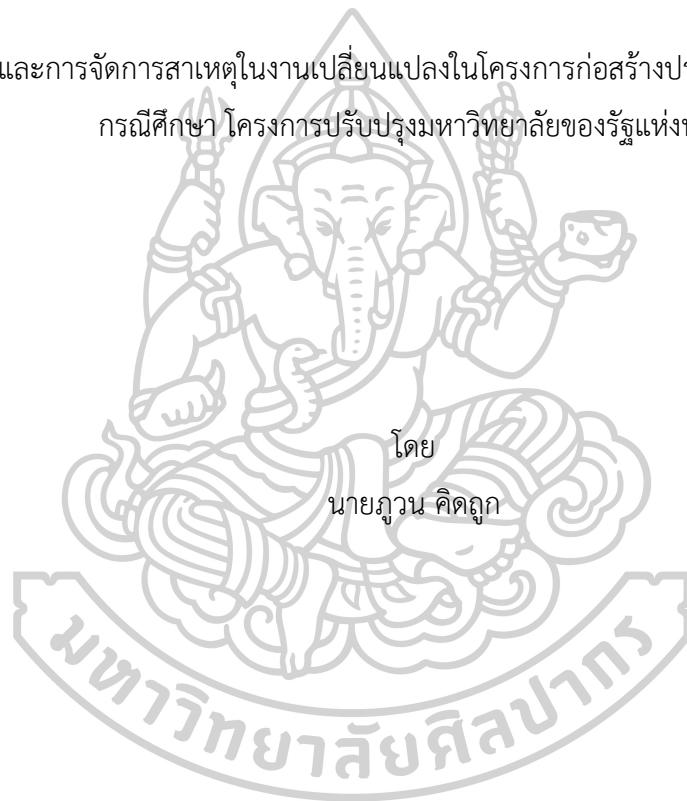 และการจัดการสาเหตุในงานเปลี่ยนแปลงในโครงการก่อสร้าง
กรณีศึกษา โครงการปรับปรุงมหาวิทยาลัยของรัฐแห่ง
โดย
นายภูวน คิดถูก
มหาวิทยาลัยศิลปากร